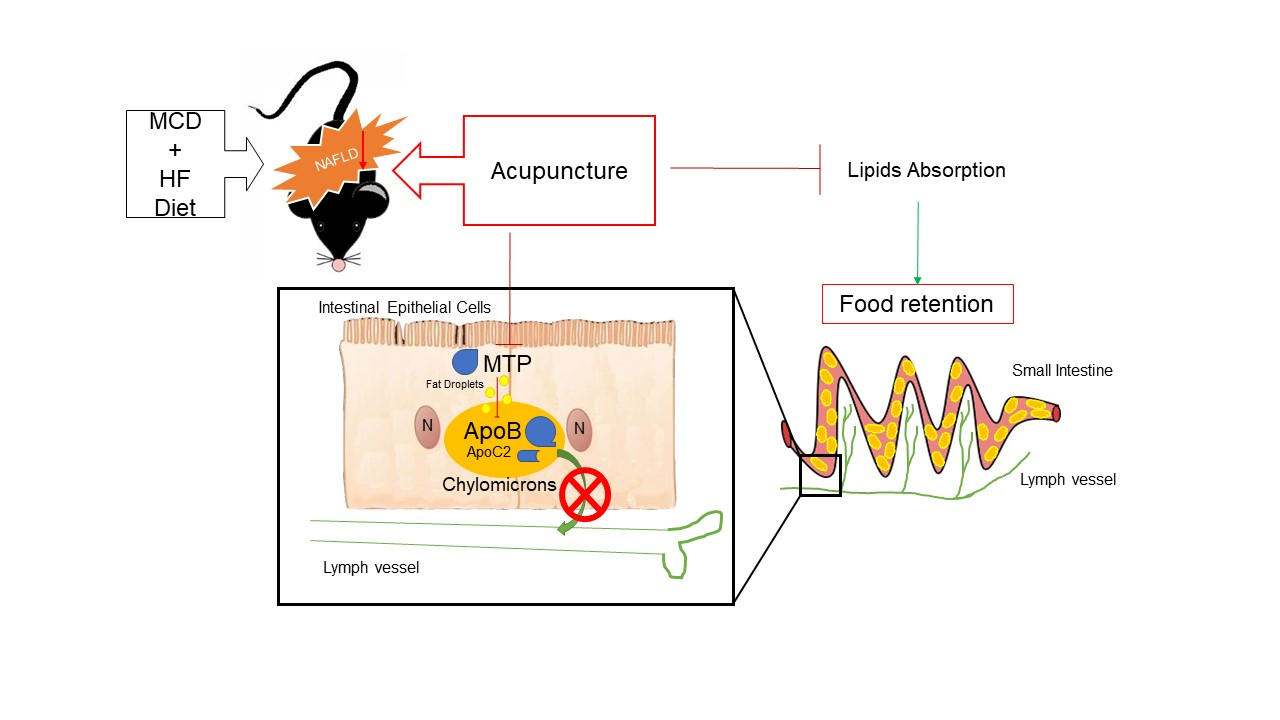 MCD
+
HF
Diet
NAFLD
Acupuncture
Lipids Absorption
Food retention
Intestinal Epithelial Cells
MTP
Fat Droplets
N
ApoB
N
ApoC2
Chylomicrons
Lymph vessel
Small Intestine
Lymph vessel